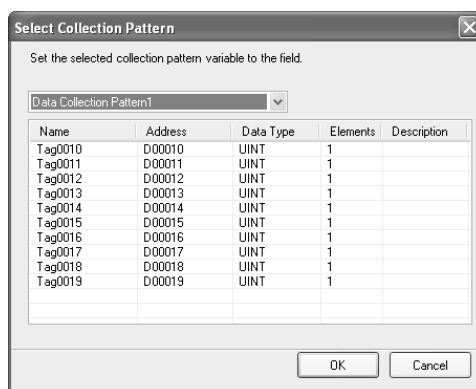 Select Collection Pattern
Set the selected collection pattern variable to the field.
Data Collection Pattern1
Name Address Data Type Elements Description
Tag0010 D00010 UINT 1
Tag0011 D00011 UINT 1
Tag0012 D00012 UINT 1
Tag0013 D00013 UINT 1
Tag0014 D00014 UINT 1
Tag0015 D00015 UINT 1
Tag0016 D00016 UINT 1
Tag0017 D00017 UINT 1
Tag0018 D00018 UINT 1
Tag0019 D00019 UINT 1
OK Cancel